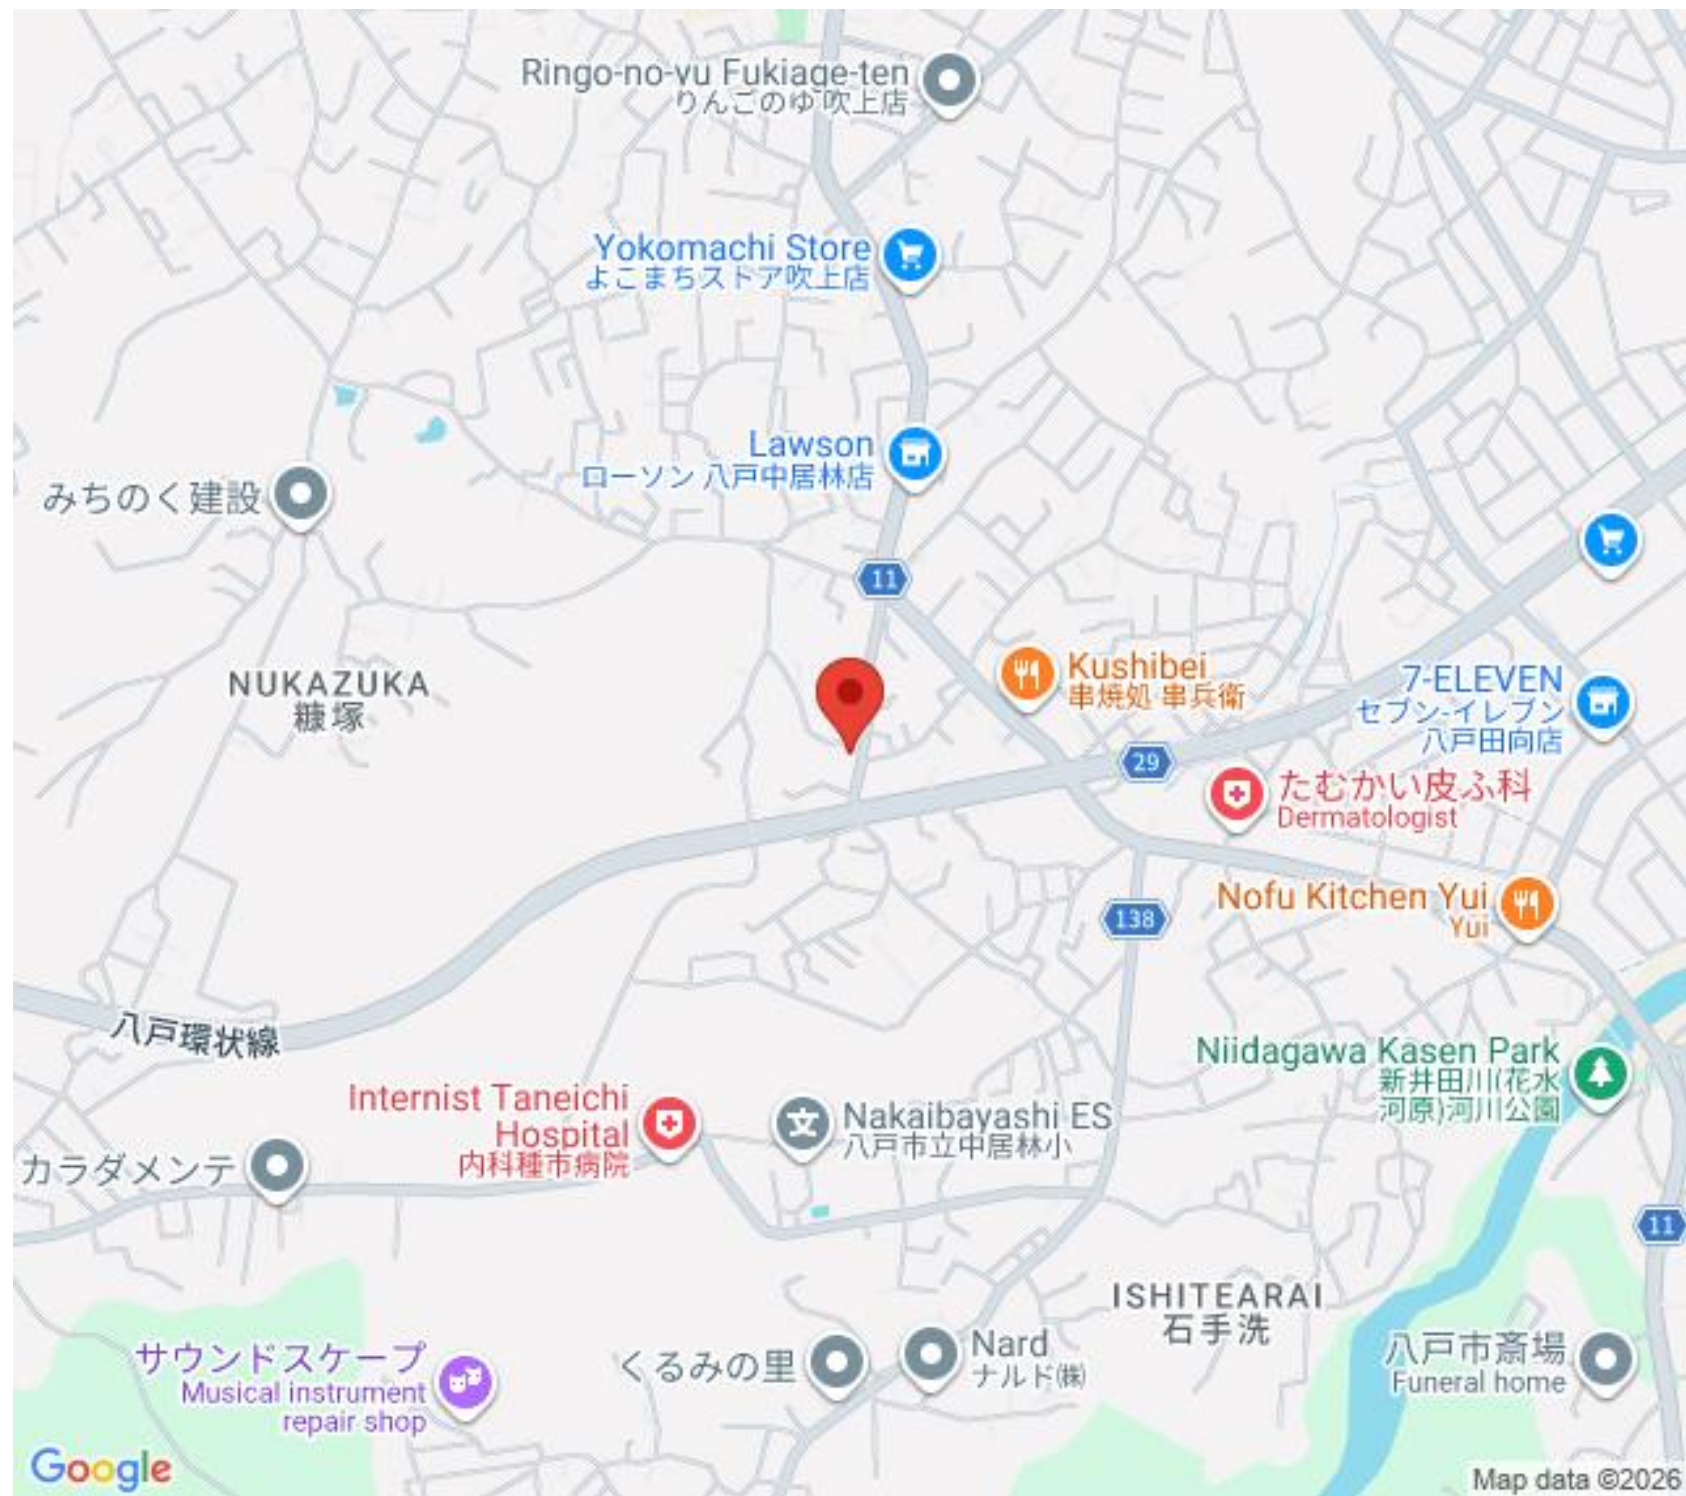 Ringo-no-yu Fukiage-ten
りんごのゆ 吹上店
Yokomachi Store
よこまちストア吹上店
Lawson
ローソン 八戸中居林店
みちのく建設
11
NUKAZUKA
糠塚
Kushibei
串焼処 串兵衛
7-ELEVEN
セブン-イレブン
八戸田向店
29
たむかい皮ふ科
Dermatologist
Nofu Kitchen Yui
Yui
138
八戸環状線
Niidagawa Kasen Park
新井田川(花水
河原)河川公園
Internist Taneichi
Hospital
内科種市病院
Nakaibayashi ES
八戸市立中居林小
カラダメンテ
11
ISHITEARAI
石手洗
サウンドスケープ
Musical instrument
repair shop
くるみの里
Nard
ナルド㈱
八戸市斎場
Funeral home
Google
Map data ©2026